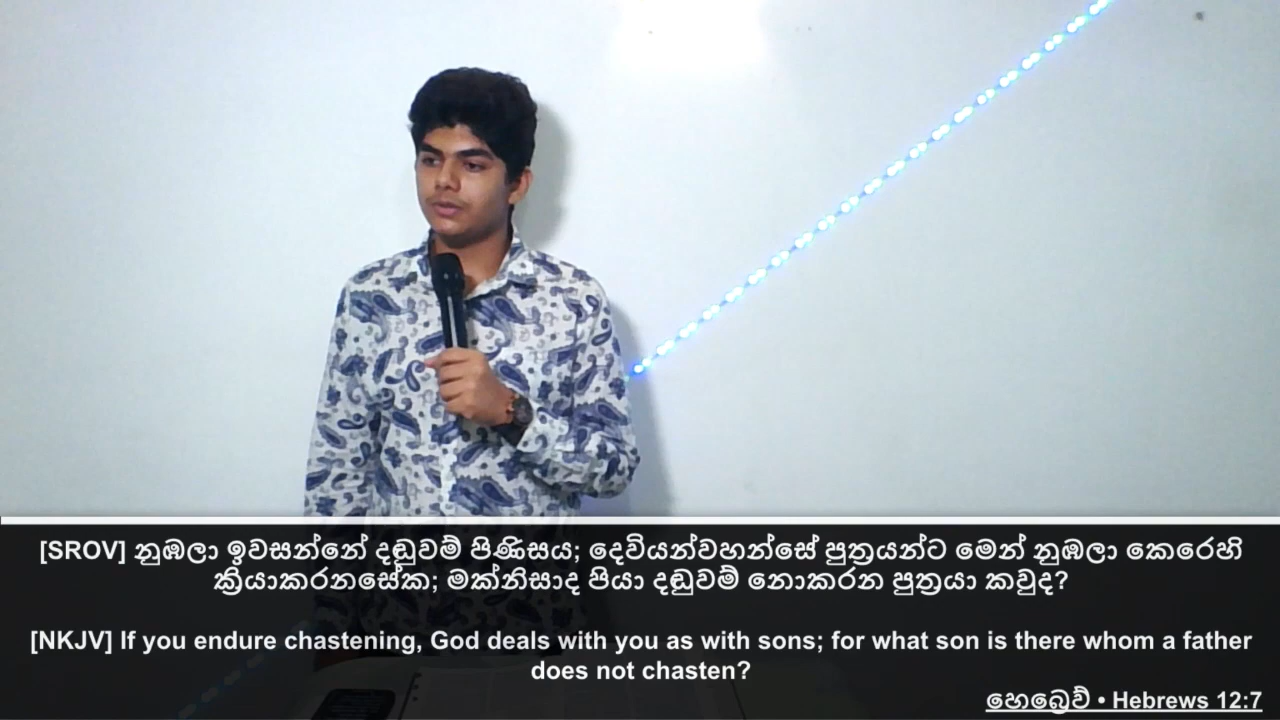 [SROV] නුඹලා ඉවසන්නේ දඬුවම් පිණිසය; දෙවියන්වහන්සේ පුත්‍රයන්ට මෙන් නුඹලා කෙරෙහි
ක්‍රියාකරනසේක; මක්නිසාද පියා දඬුවම් නොකරන පුත්‍රයා කවුද?
[NKJV] If you endure chastening, God deals with you as with sons; for what son is there whom a father
does not chasten?
හෙබ්‍රෙව් • Hebrews 12:7